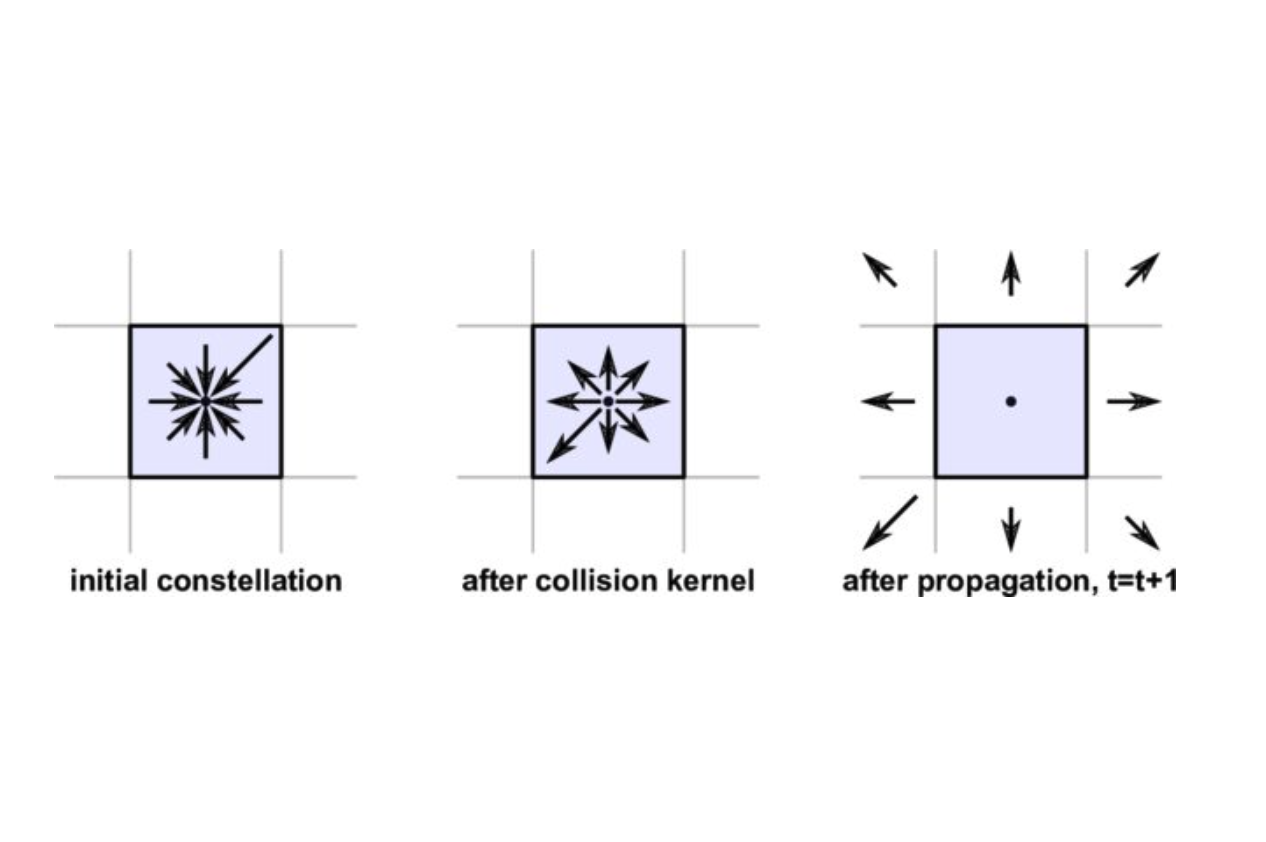 initial constellation
after collision kernel
after propagation, t=t+1